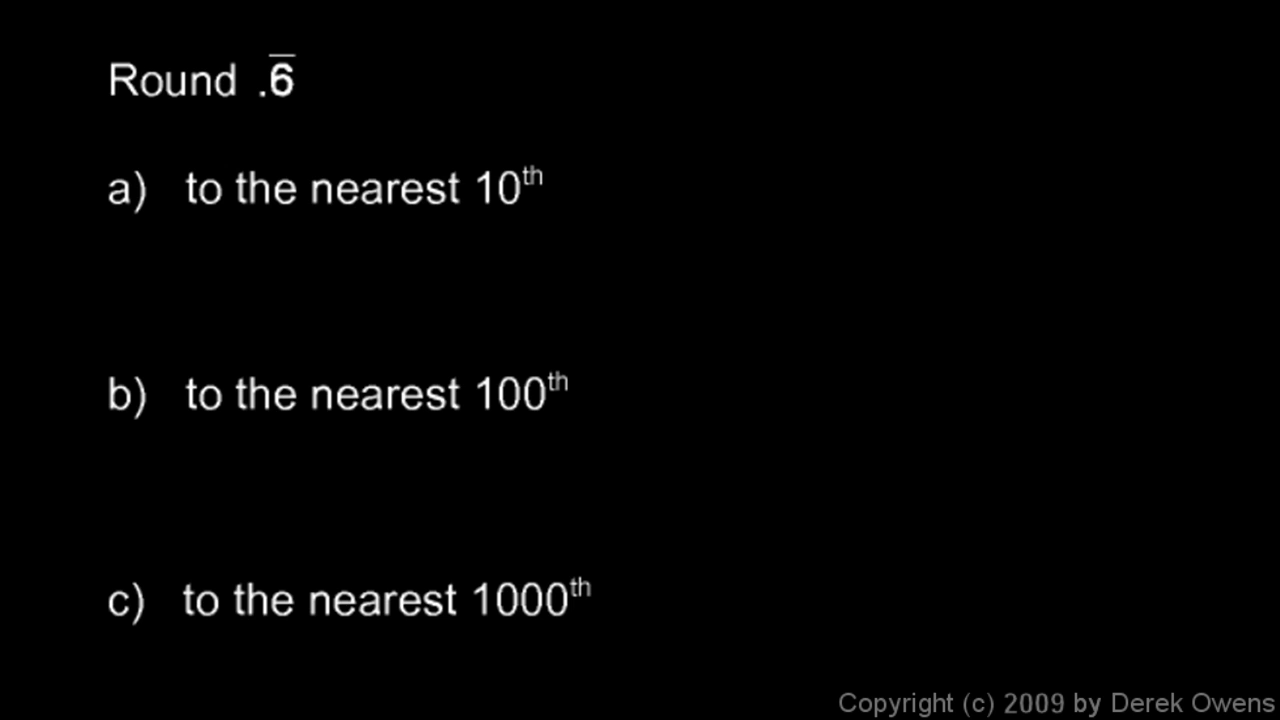 Round .6̅
a) to the nearest 10ᵗʰ
b) to the nearest 100ᵗʰ
c) to the nearest 1000ᵗʰ
Copyright (c) 2009 by Derek Owens